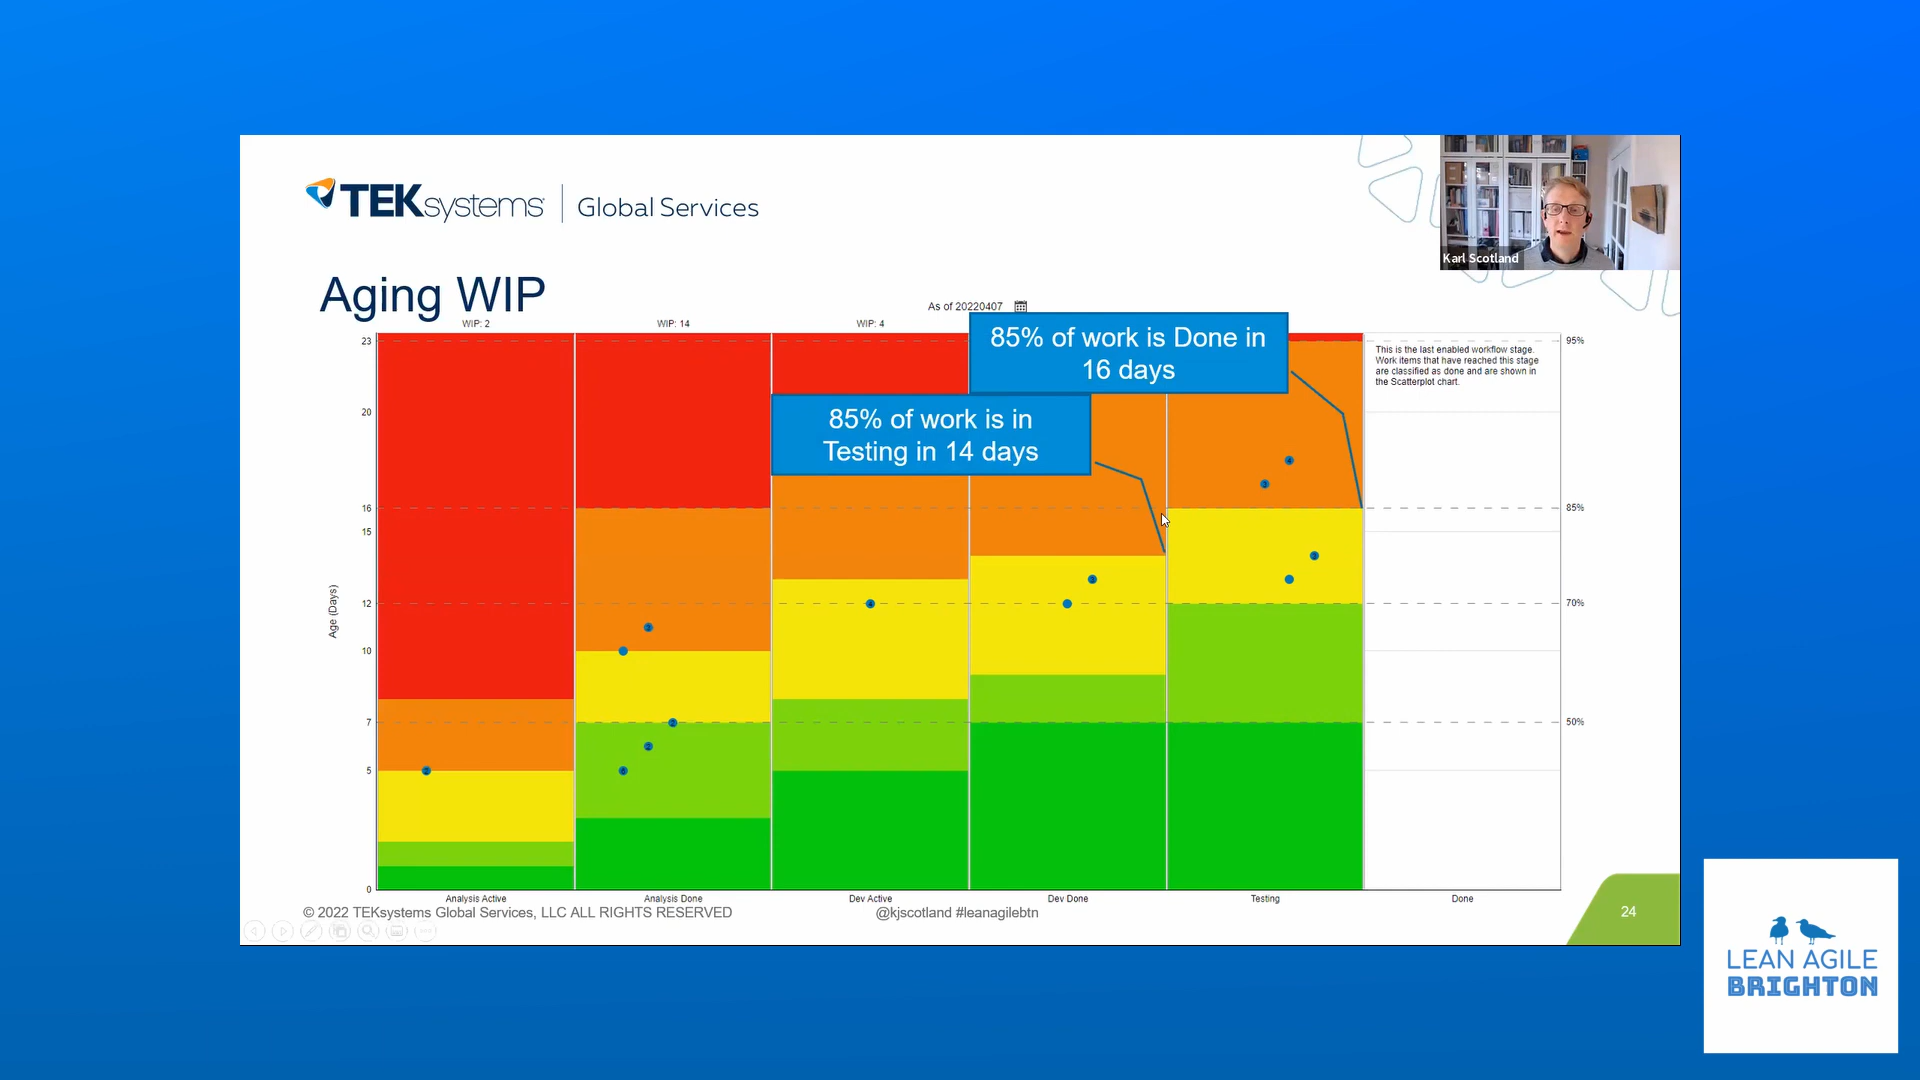 TEKsystems | Global Services
Karl Scotland
Aging WIP
As of 20220407
WIP: 2
WIP: 14
WIP: 4
85% of work is Done in
16 days
85% of work is in
Testing in 14 days
This is the last enabled workflow stage.
Work items that have reached this stage
are classified as done and are shown in
the Scatterplot chart.
23
20
16
15
12
10
7
5
0
Age (Days)
95%
85%
70%
50%
Analysis Active
Analysis Done
Dev Active
Dev Done
Testing
Done
© 2022 TEKsystems Global Services, LLC ALL RIGHTS RESERVED
@kjscotland #leanagilebtn
24
LEAN AGILE
BRIGHTON